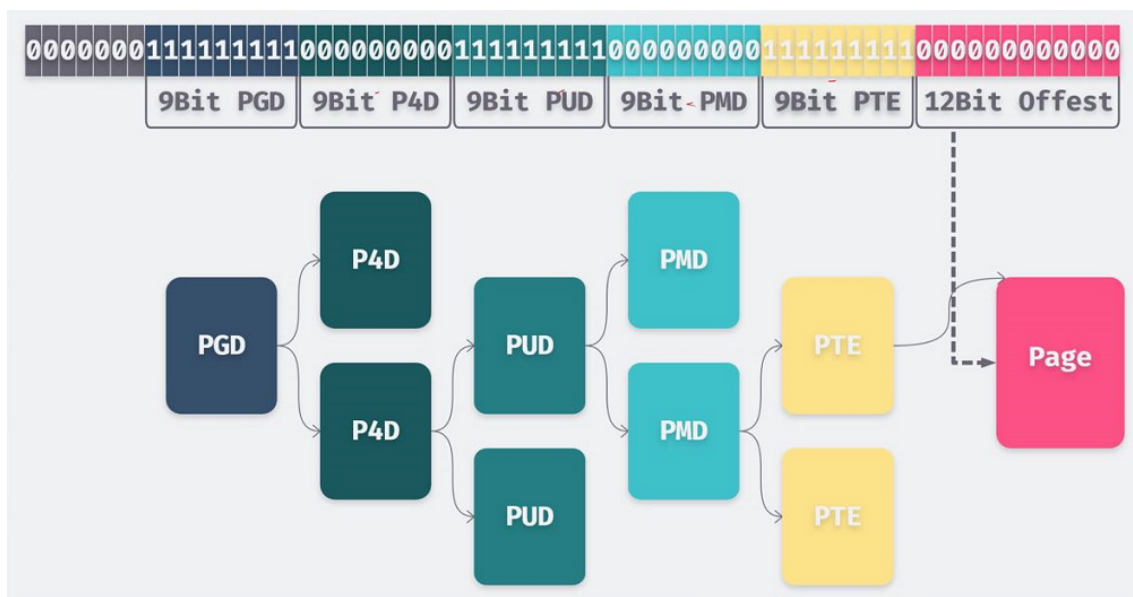 0000000111111111000000000111111111000000000111111111000000000000
9Bit PGD 9Bit P4D 9Bit PUD 9Bit PMD 9Bit PTE 12Bit Offest
P4D PMD
PGD PUD PTE Page
P4D PMD
PUD PTE